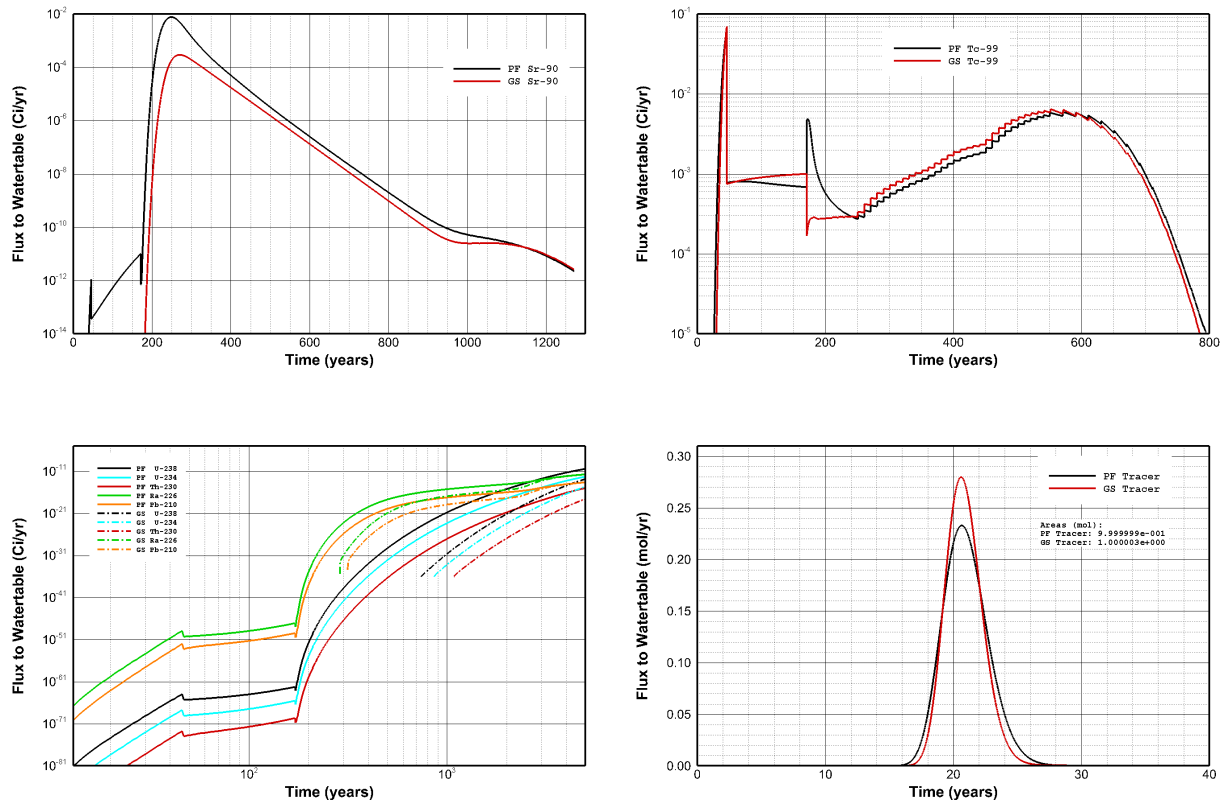 10^-2
10^-4
10^-6
10^-8
10^-10
10^-12
10^-14
Flux to Watertable (Ci/yr)
PF Sr-90
GS Sr-90
0 200 400 600 800 1000 1200
Time (years)
10^-1
10^-2
10^-3
10^-4
10^-5
Flux to Watertable (Ci/yr)
PF Tc-99
GS Tc-99
0 200 400 600 800
Time (years)
10^-11
10^-21
10^-31
10^-41
10^-51
10^-61
10^-71
10^-81
Flux to Watertable (Ci/yr)
PF U-238
PF U-234
PF Th-230
PF Ra-226
PF Pb-210
GS U-238
GS U-234
GS Th-230
GS Ra-226
GS Pb-210
10^2 10^3
Time (years)
0.30
0.25
0.20
0.15
0.10
0.05
0.00
Flux to Watertable (mol/yr)
PF Tracer
GS Tracer
Areas (mol):
PF Tracer: 9.999999e-001
GS Tracer: 1.000003e+000
0 10 20 30 40
Time (years)